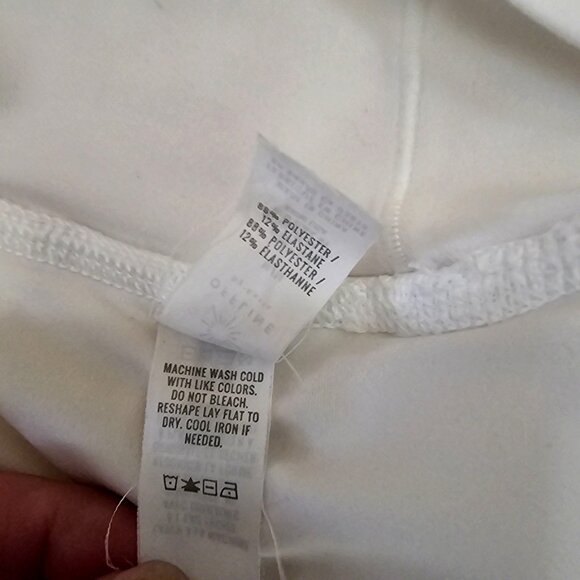 88% POLYESTER /
12% ELASTANE
88% POLYESTER /
12% ELASTHANNE
OFFLINE
MACHINE WASH COLD
WITH LIKE COLORS.
DO NOT BLEACH.
RESHAPE LAY FLAT TO
DRY. COOL IRON IF
NEEDED.